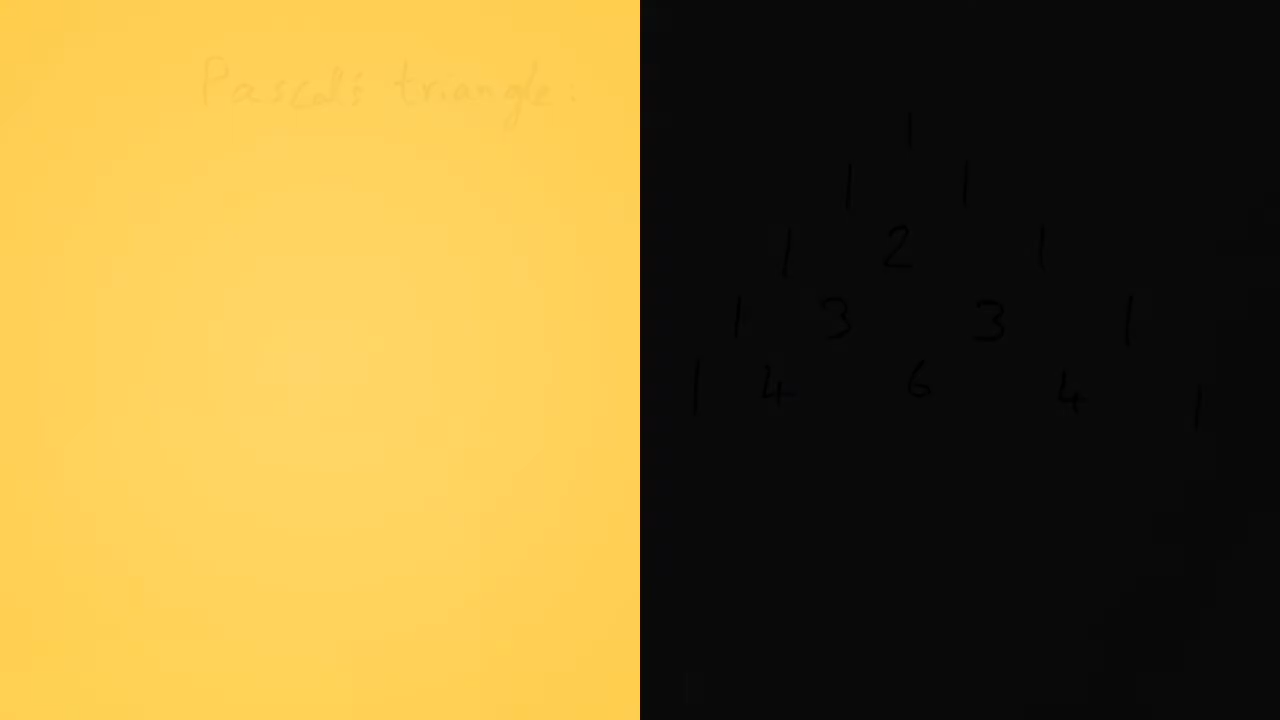 Pascal's triangle:
1
1 1
1 2 1
1 3 3 1
1 4 6 4 1